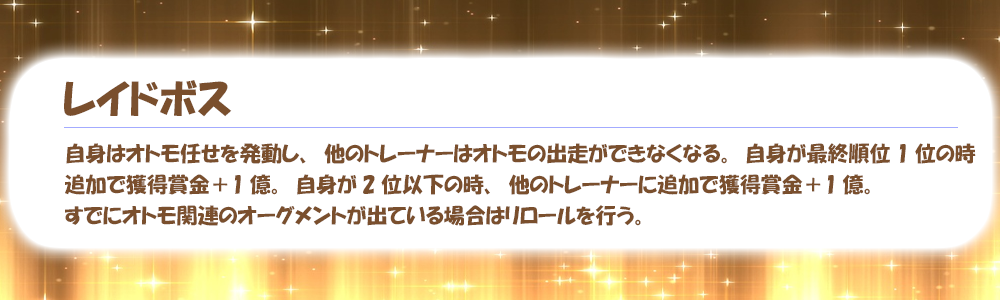 レイドボス
自身はオトモ任せを発動し、他のトレーナーはオトモの出走ができなくなる。自身が最終順位1位の時
追加で獲得賞金＋1億。自身が2位以下の時、他のトレーナーに追加で獲得賞金＋1億。
すでにオトモ関連のオーグメントが出ている場合はリロールを行う。